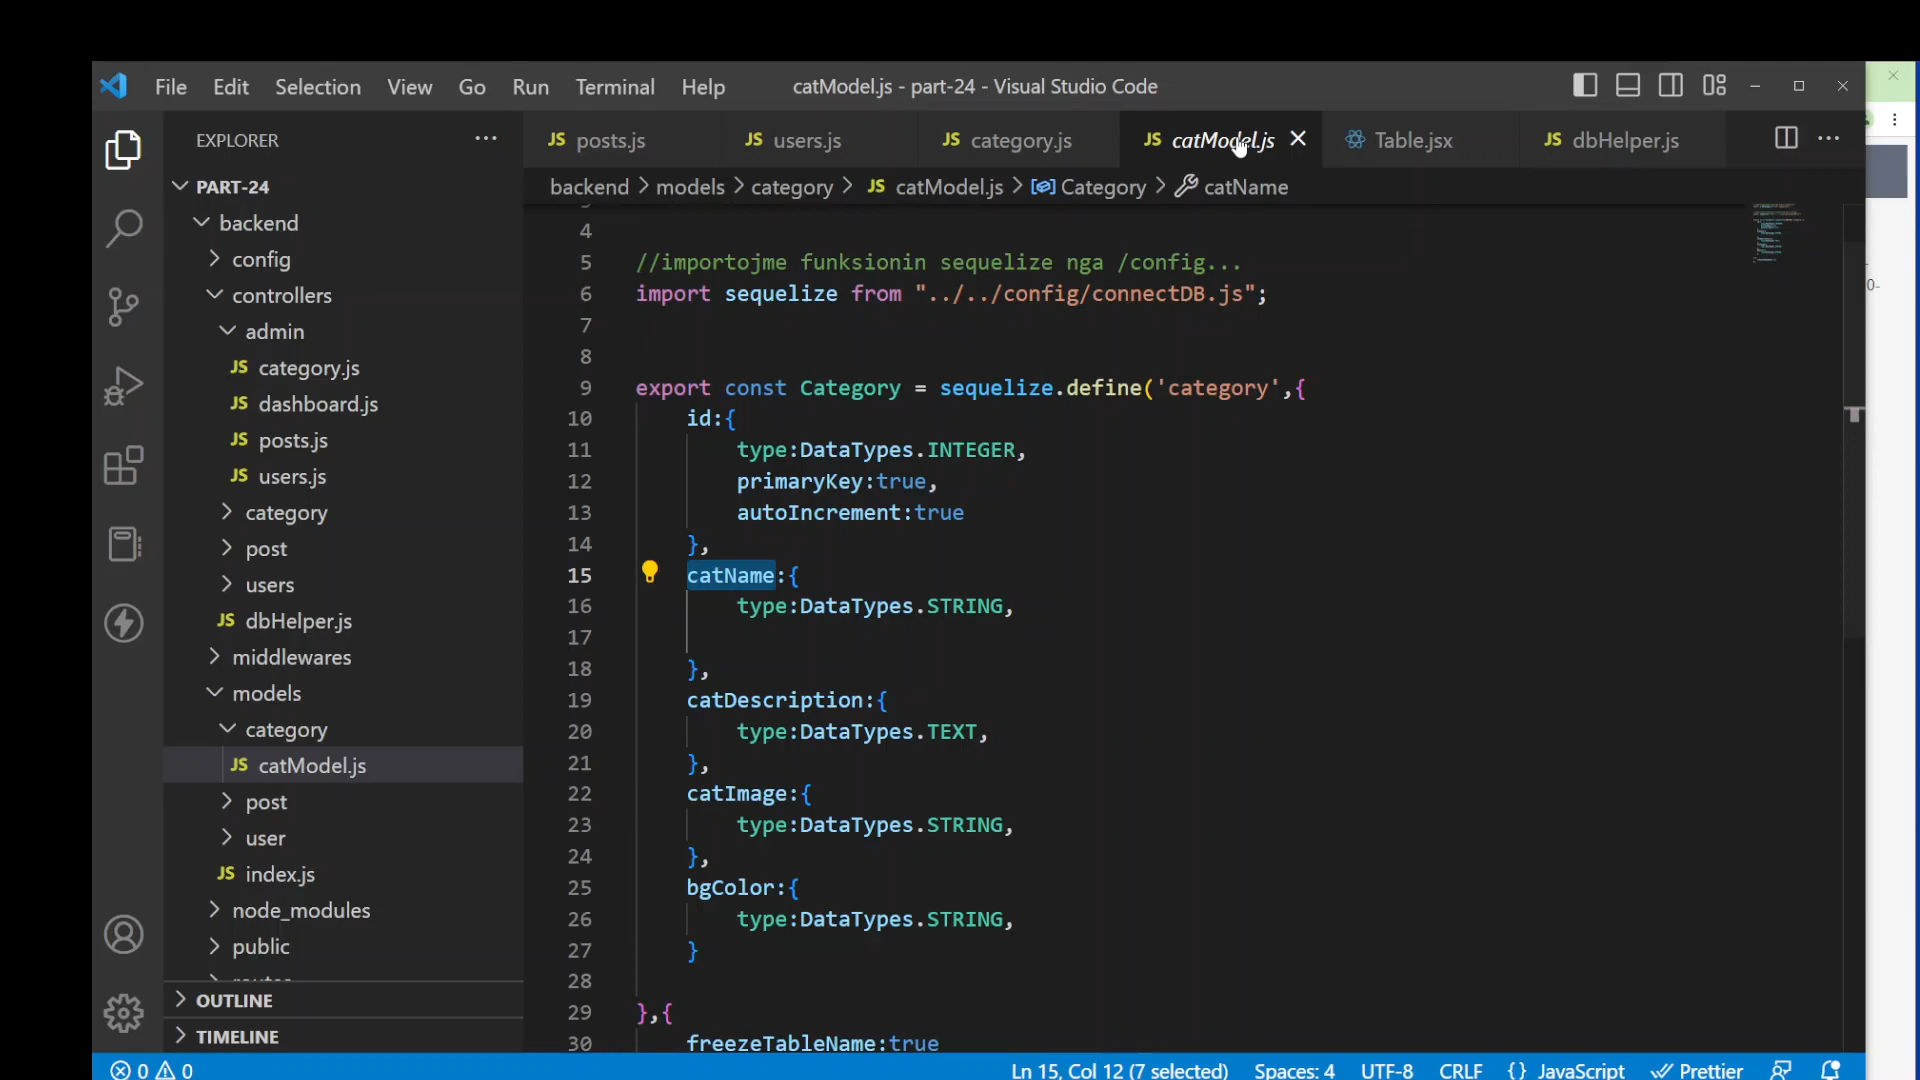 File Edit Selection View Go Run Terminal Help catModel.js - part-24 - Visual Studio Code
EXPLORER
PART-24
backend
config
controllers
admin
JS category.js
JS dashboard.js
JS posts.js
JS users.js
category
post
users
JS dbHelper.js
middlewares
models
category
JS catModel.js
post
user
JS index.js
node_modules
public
OUTLINE
TIMELINE
JS posts.js JS users.js JS category.js JS catModel.js Table.jsx JS dbHelper.js
backend > models > category > JS catModel.js > Category > catName
4
5 //importojme funksionin sequelize nga /config...
6 import sequelize from "../../config/connectDB.js";
7
8
9 export const Category = sequelize.define('category',{
10 id:{
11 type:DataTypes.INTEGER,
12 primaryKey:true,
13 autoIncrement:true
14 },
15 catName:{
16 type:DataTypes.STRING,
17
18 },
19 catDescription:{
20 type:DataTypes.TEXT,
21 },
22 catImage:{
23 type:DataTypes.STRING,
24 },
25 bgColor:{
26 type:DataTypes.STRING,
27 }
28
29 },{
30 freezeTableName:true
0 0 Ln 15, Col 12 (7 selected) Spaces: 4 UTF-8 CRLF {} JavaScript Prettier
0-